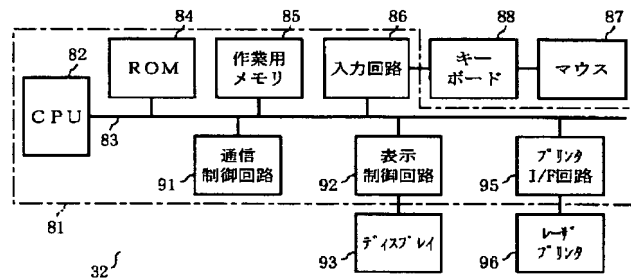 84
85
86
88
87
82
ROM
作業用
メモリ
入力回路
キー
ボード
マウス
CPU
83
通信
制御回路
表示
制御回路
プリンタ
I/F回路
91
92
95
81
ディスプレイ
レーザ
プリンタ
32
93
96